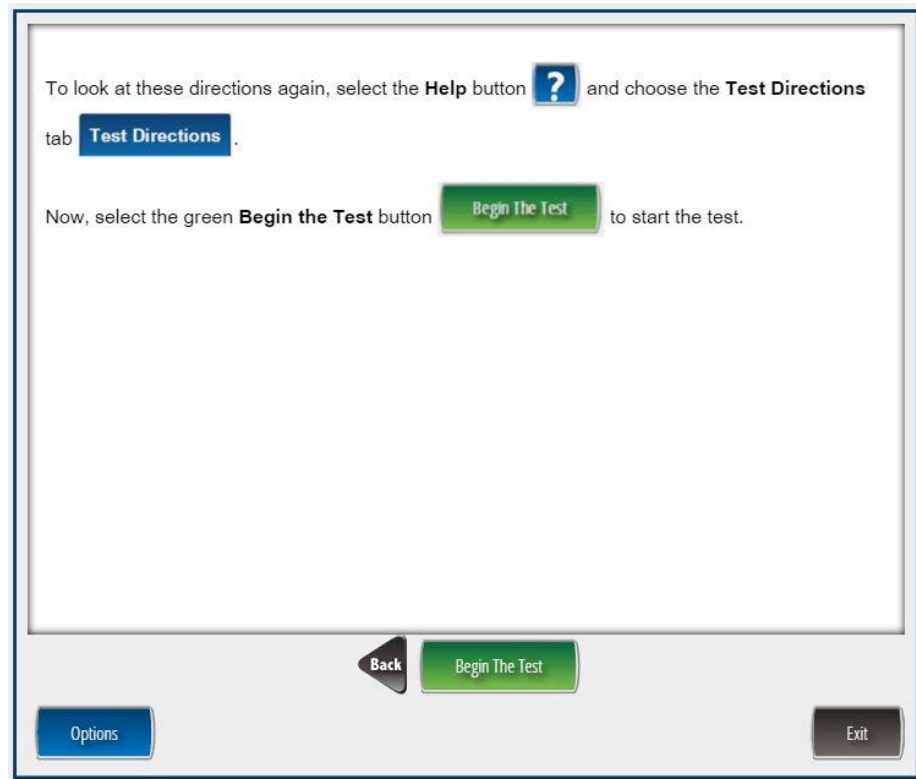 To look at these directions again, select the Help button ? and choose the Test Directions
tab Test Directions .
Now, select the green Begin the Test button Begin The Test to start the test.
Back Begin The Test
Options Exit